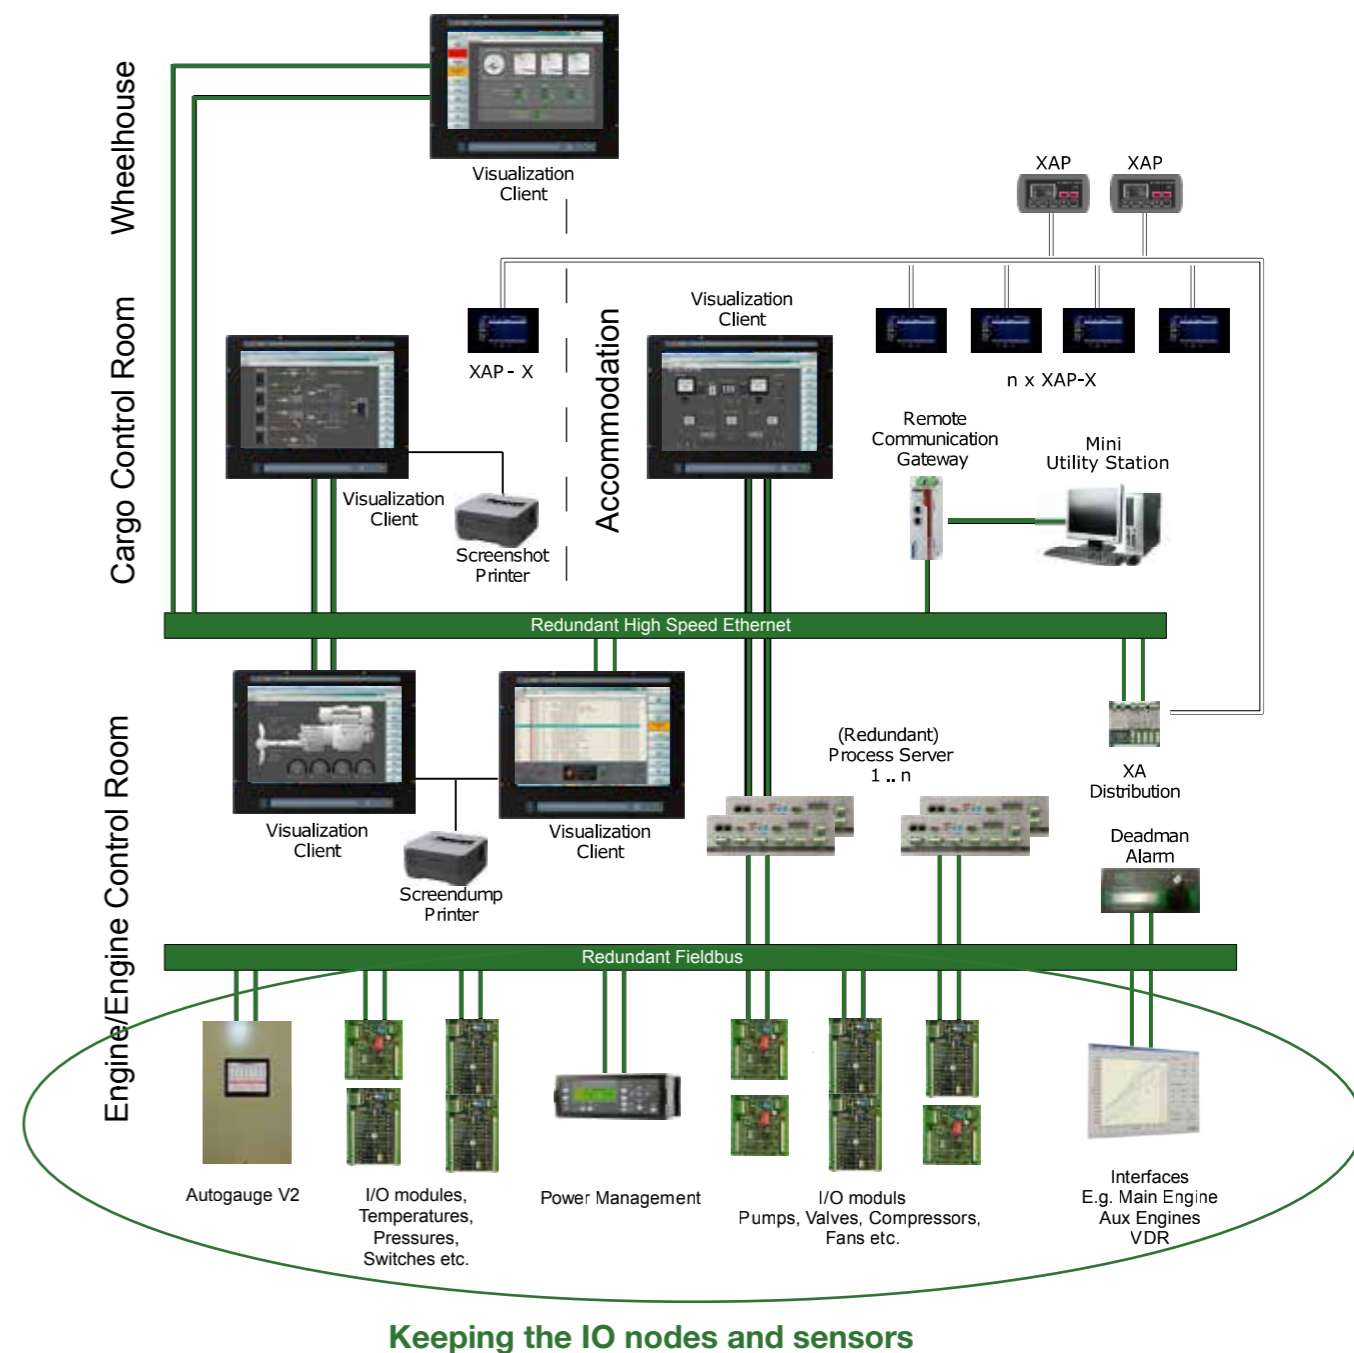 Wheelhouse
Visualization
Client
XAP
XAP
Cargo Control Room
XAP - X
Accommodation
Visualization
Client
n x XAP-X
Visualization
Client
Screenshot
Printer
Remote
Communication
Gateway
Mini
Utility Station
Redundant High Speed Ethernet
Engine/Engine Control Room
Visualization
Client
Screendump
Printer
Visualization
Client
(Redundant)
Process Server
1 .. n
XA
Distribution
Deadman
Alarm
Redundant Fieldbus
Autogauge V2
I/O modules,
Temperatures,
Pressures,
Switches etc.
Power Management
I/O moduls
Pumps, Valves, Compressors,
Fans etc.
Interfaces
E.g. Main Engine
Aux Engines
VDR
Keeping the IO nodes and sensors